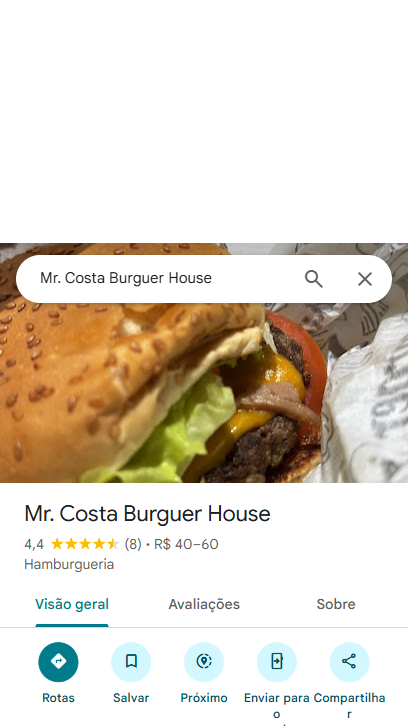 Mr. Costa Burguer House
Mr. Costa Burguer House
4,4 (8) • R$ 40–60
Hamburgueria
Visão geral Avaliações Sobre
Rotas Salvar Próximo Enviar para o Compartilhar